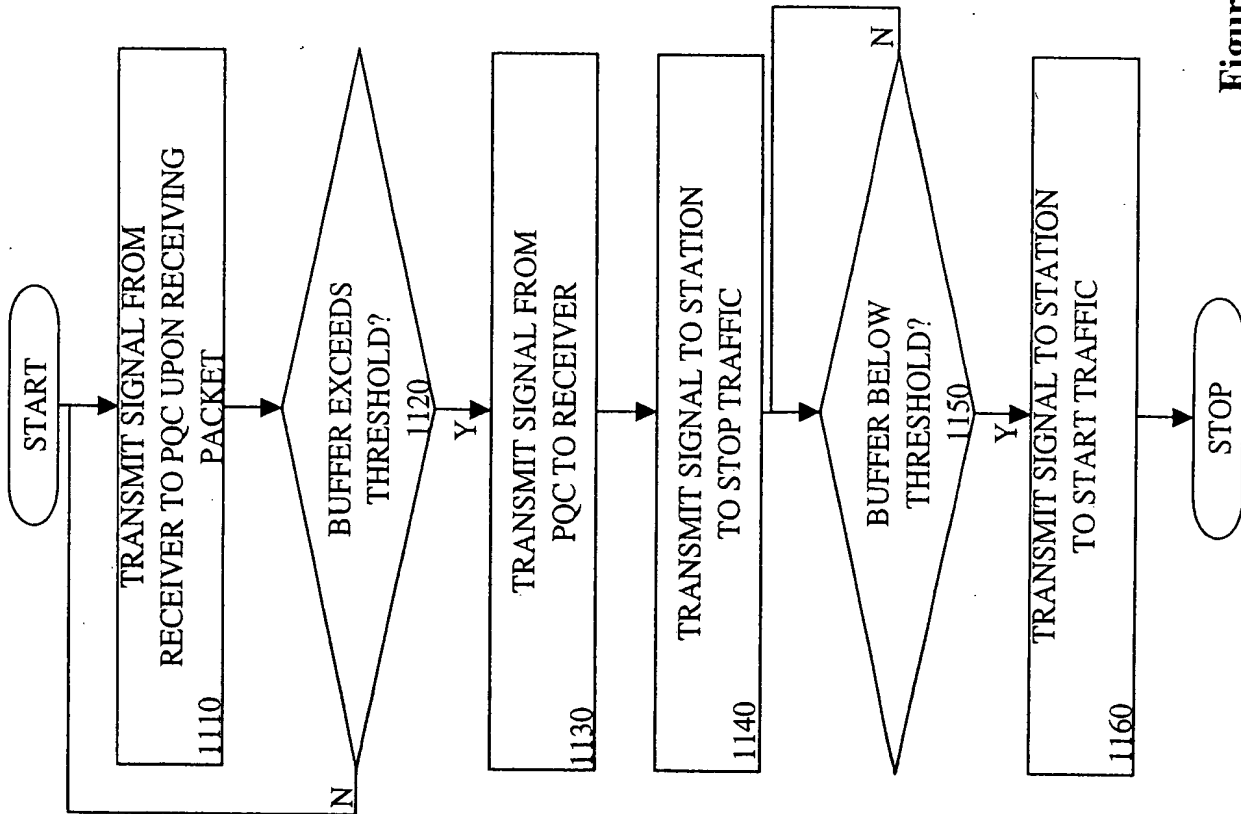 START
TRANSMIT SIGNAL FROM
RECEIVER TO PQC UPON RECEIVING
PACKET
1110
BUFFER EXCEEDS
THRESHOLD?
1120
N
Y
TRANSMIT SIGNAL FROM
PQC TO RECEIVER
1130
TRANSMIT SIGNAL TO STATION
TO STOP TRAFFIC
1140
N
BUFFER BELOW
THRESHOLD?
1150
Y
TRANSMIT SIGNAL TO STATION
TO START TRAFFIC
1160
STOP